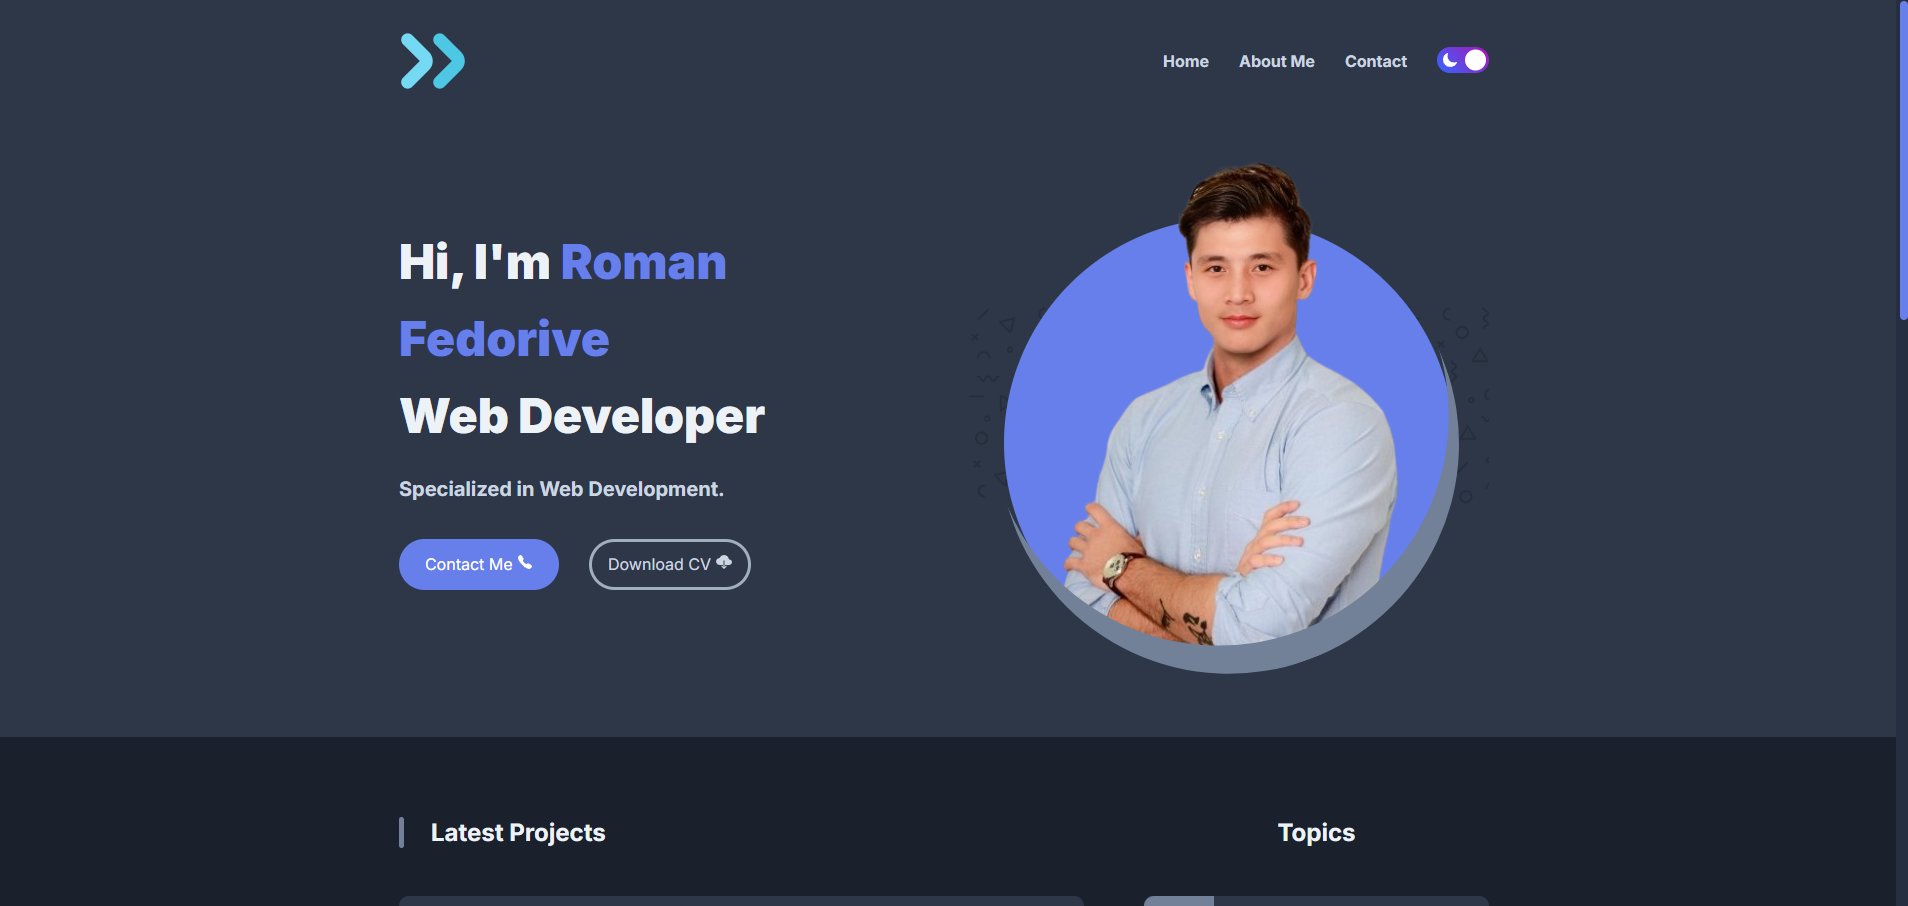 Home About Me Contact
Hi, I'm Roman
Fedorive
Web Developer
Specialized in Web Development.
Contact Me Download CV
Latest Projects Topics